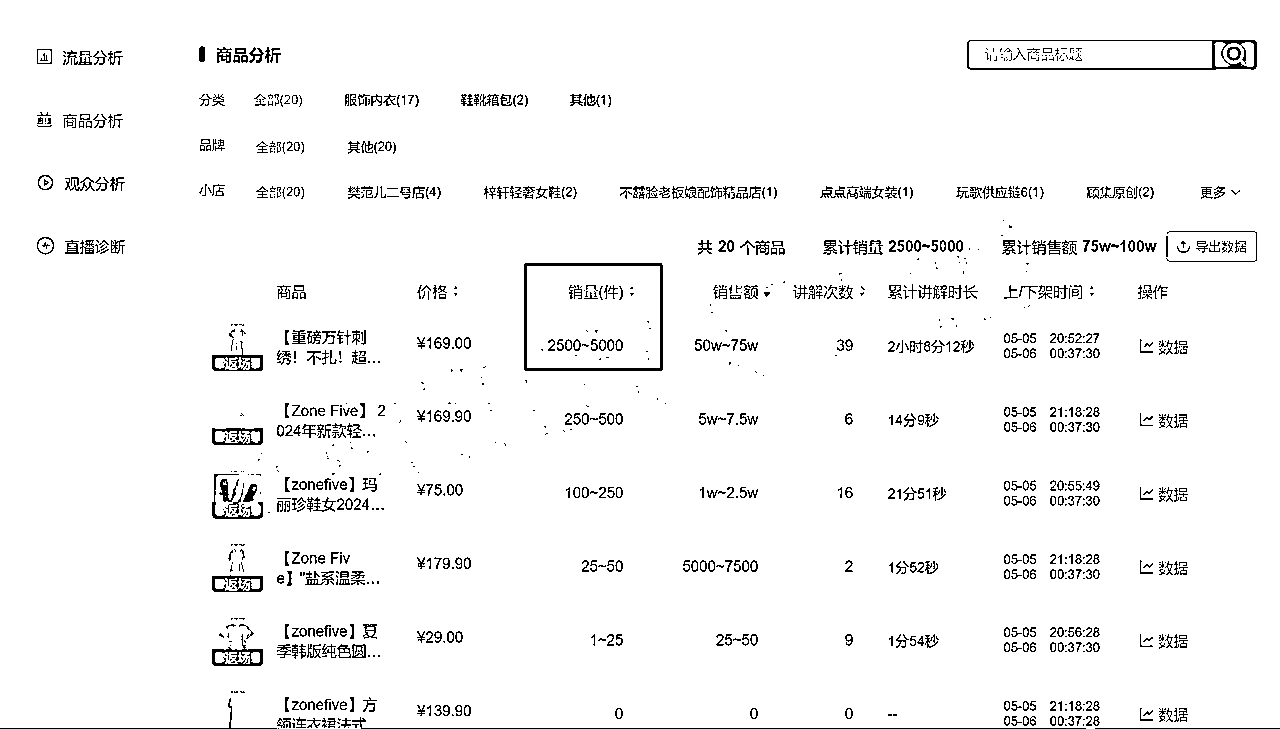 流量分析
商品分析
观众分析
直播诊断
商品分析
请输入商品标题
分类 全部(20) 服饰内衣(17) 鞋靴箱包(2) 其他(1)
品牌 全部(20) 其他(20)
小店 全部(20) 樊范儿二号店(4) 梓轩轻奢女鞋(2) 不露脸老板娘配饰精品店(1) 点点高端女装(1) 玩歌供应链6(1) 顾集原创(2) 更多
共 20 个商品 累计销量 2500~5000 累计销售额 75w~100w 导出数据
商品 价格 销量(件) 销售额 讲解次数 累计讲解时长 上/下架时间 操作
【重磅万针刺
绣！不扎！超... ¥169.00 2500~5000 50w~75w 39 2小时8分12秒 05-05 20:52:27
05-06 00:37:30 数据
返场
【Zone Five】2
024年新款轻... ¥169.90 250~500 5w~7.5w 6 14分9秒 05-05 21:18:28
05-06 00:37:30 数据
返场
【zonefive】玛
丽珍鞋女2024... ¥75.00 100~250 1w~2.5w 16 21分51秒 05-05 20:55:49
05-06 00:37:30 数据
返场
【Zone Fiv
e】"盐系温柔... ¥179.90 25~50 5000~7500 2 1分52秒 05-05 21:18:28
05-06 00:37:30 数据
返场
【zonefive】夏
季韩版纯色圆... ¥29.00 1~25 25~50 9 1分54秒 05-05 20:56:28
05-06 00:37:30 数据
返场
【zonefive】方
领连衣裙法式 ¥139.90 0 0 0 -- 05-05 21:18:28
05-06 00:37:28 数据